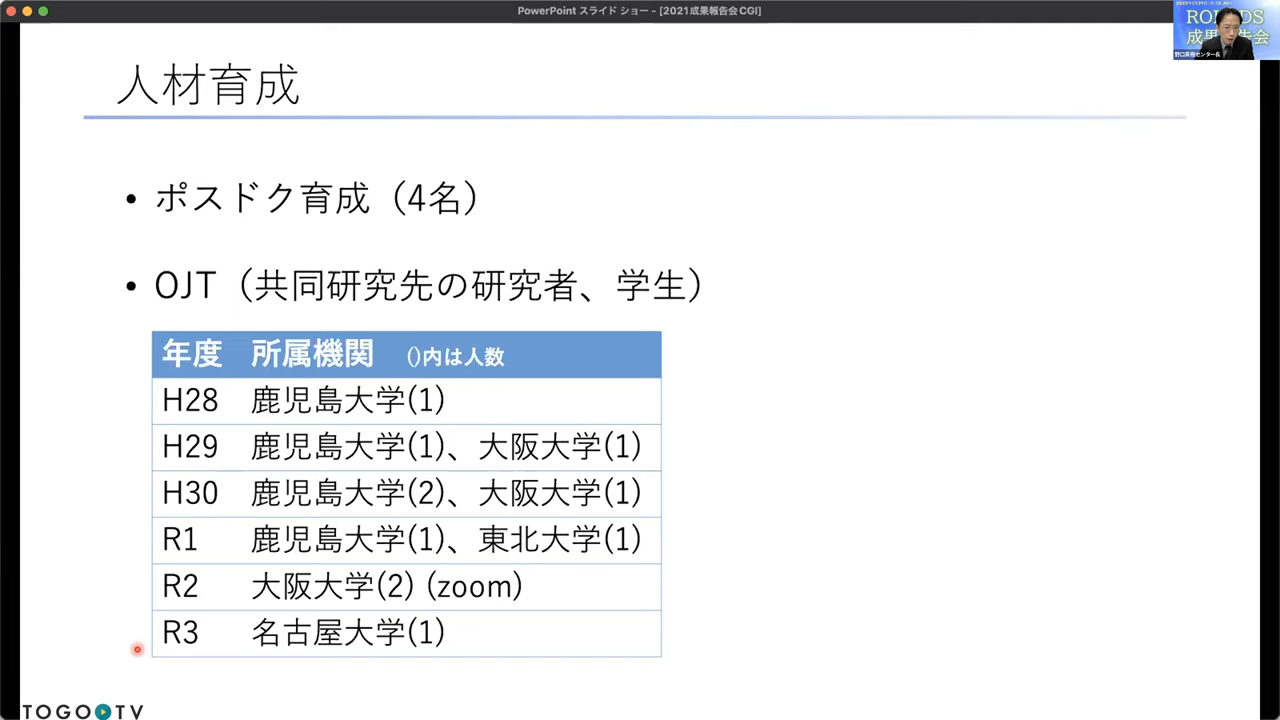 PowerPoint スライド ショー - [2021成果報告会CGI]
人材育成
• ポスドク育成（4名）
• OJT（共同研究先の研究者、学生）
年度 所属機関 ()内は人数
H28 鹿児島大学(1)
H29 鹿児島大学(1)、大阪大学(1)
H30 鹿児島大学(2)、大阪大学(1)
R1 鹿児島大学(1)、東北大学(1)
R2 大阪大学(2) (zoom)
R3 名古屋大学(1)
TOGO TV